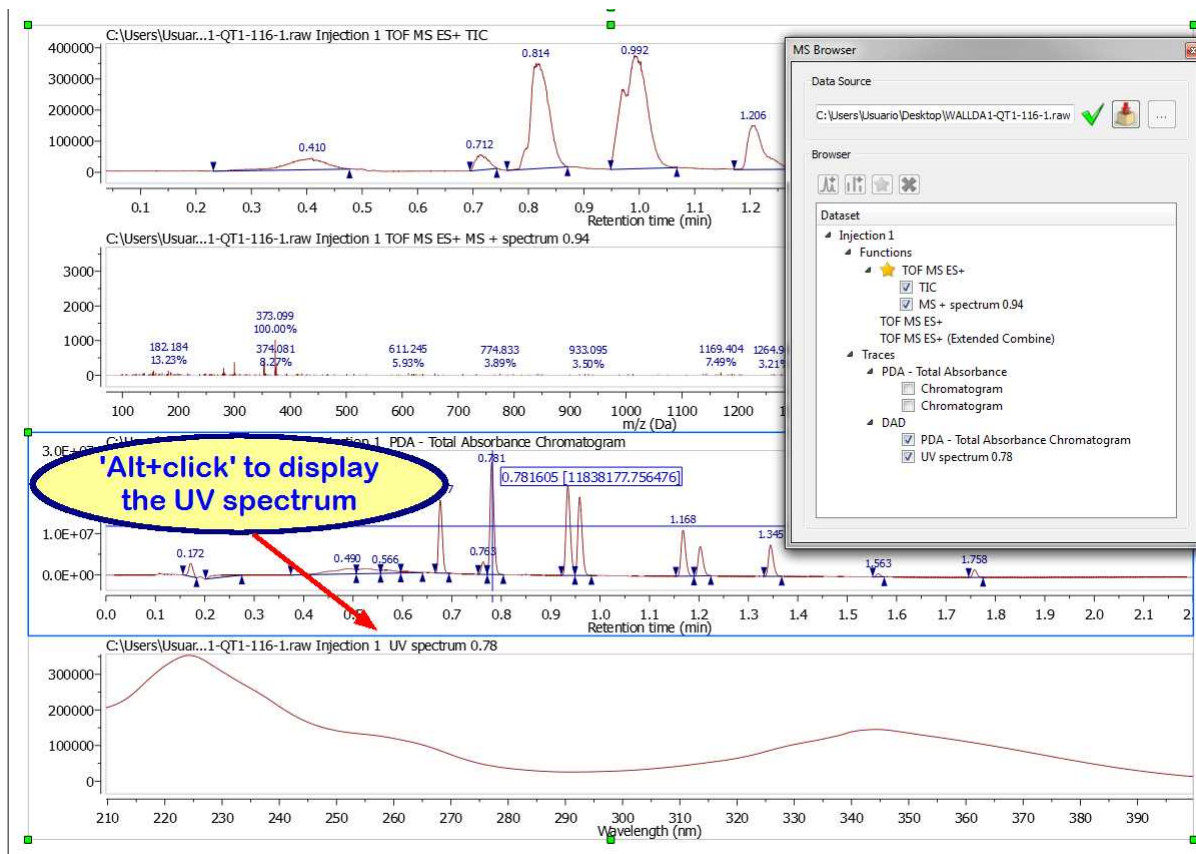 C:\Users\Usuar...1-QT1-116-1.raw Injection 1 TOF MS ES+ TIC
400000
300000
200000
100000
0
0.410
0.712
0.814
0.992
1.206
0.1 0.2 0.3 0.4 0.5 0.6 0.7 0.8 0.9 1.0 1.1 1.2
Retention time (min)
C:\Users\Usuar...1-QT1-116-1.raw Injection 1 TOF MS ES+ MS + spectrum 0.94
3000
2000
1000
0
182.184
13.23%
373.099
100.00%
374.081
8.27%
611.245
5.93%
774.833
3.89%
933.095
3.50%
1169.404
7.49%
1264.9
3.21%
100 200 300 400 500 600 700 800 900 1000 1100 1200
m/z (Da)
Injection 1 PDA - Total Absorbance Chromatogram
3.0E+07
1.0E+07
0.0E+00
'Alt+click' to display
the UV spectrum
0.172
0.490
0.566
0.763
0.781
0.781605 [11838177.756476]
1.168
1.345
1.563
1.758
0.0 0.1 0.2 0.3 0.4 0.5 0.6 0.7 0.8 0.9 1.0 1.1 1.2 1.3 1.4 1.5 1.6 1.7 1.8 1.9 2.0 2.1
Retention time (min)
C:\Users\Usuar...1-QT1-116-1.raw Injection 1 UV spectrum 0.78
300000
200000
100000
0
210 220 230 240 250 260 270 280 290 300 310 320 330 340 350 360 370 380 390
Wavelength (nm)
MS Browser
Data Source
C:\Users\Usuario\Desktop\WALLDA1-QT1-116-1.raw
...
Browser
Dataset
Injection 1
Functions
TOF MS ES+
TIC
MS + spectrum 0.94
TOF MS ES+
TOF MS ES+ (Extended Combine)
Traces
PDA - Total Absorbance
Chromatogram
Chromatogram
DAD
PDA - Total Absorbance Chromatogram
UV spectrum 0.78